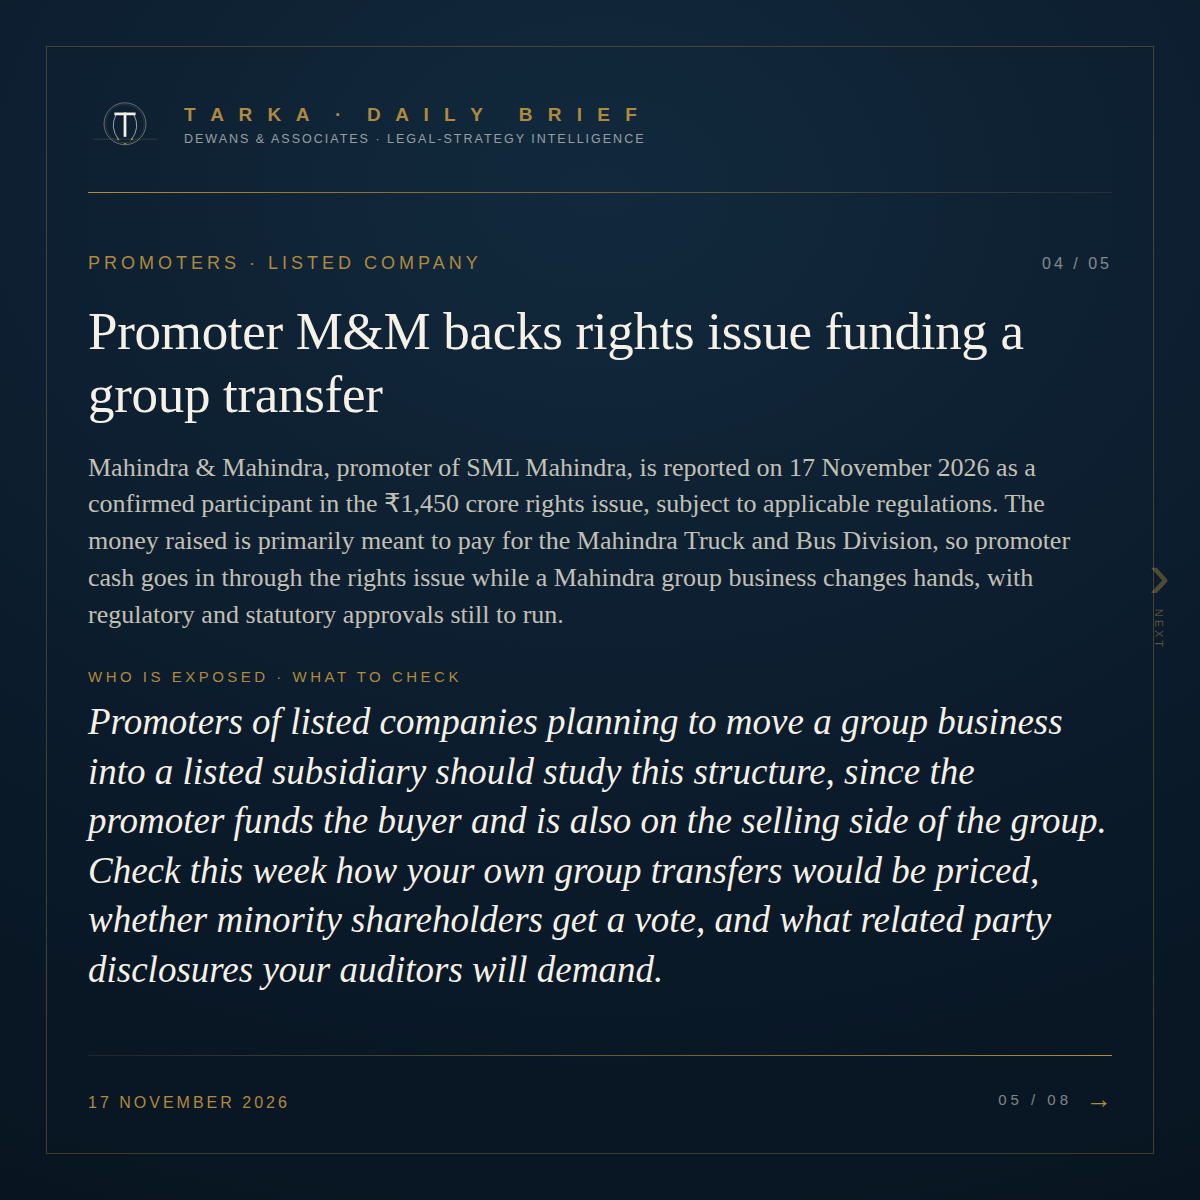 T
TARKA · DAILY BRIEF
DEWANS & ASSOCIATES · LEGAL-STRATEGY INTELLIGENCE
PROMOTERS · LISTED COMPANY
04 / 05
Promoter M&M backs rights issue funding a
group transfer
Mahindra & Mahindra, promoter of SML Mahindra, is reported on 17 November 2026 as a
confirmed participant in the ₹1,450 crore rights issue, subject to applicable regulations. The
money raised is primarily meant to pay for the Mahindra Truck and Bus Division, so promoter
cash goes in through the rights issue while a Mahindra group business changes hands, with
regulatory and statutory approvals still to run.
NEXT
WHO IS EXPOSED · WHAT TO CHECK
Promoters of listed companies planning to move a group business
into a listed subsidiary should study this structure, since the
promoter funds the buyer and is also on the selling side of the group.
Check this week how your own group transfers would be priced,
whether minority shareholders get a vote, and what related party
disclosures your auditors will demand.
17 NOVEMBER 2026
05 / 08 →